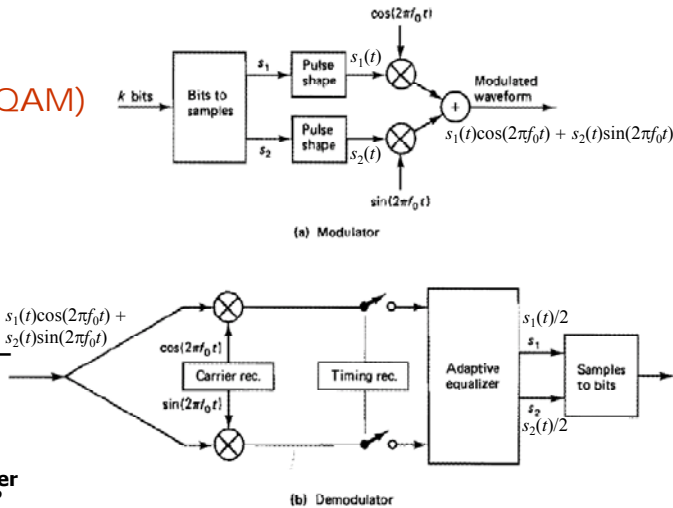 cos(2πf₀t)
QAM)
k bits
Bits to
samples
s₁
Pulse
shape
s₁(t)
s₂
Pulse
shape
s₂(t)
+
Modulated
waveform
s₁(t)cos(2πf₀t) + s₂(t)sin(2πf₀t)
sin(2πf₀t)
(a) Modulator
s₁(t)cos(2πf₀t) +
s₂(t)sin(2πf₀t)
cos(2πf₀t)
Carrier rec.
sin(2πf₀t)
Timing rec.
Adaptive
equalizer
s₁(t)/2
s₁
s₂
s₂(t)/2
Samples
to bits
er
(b) Demodulator